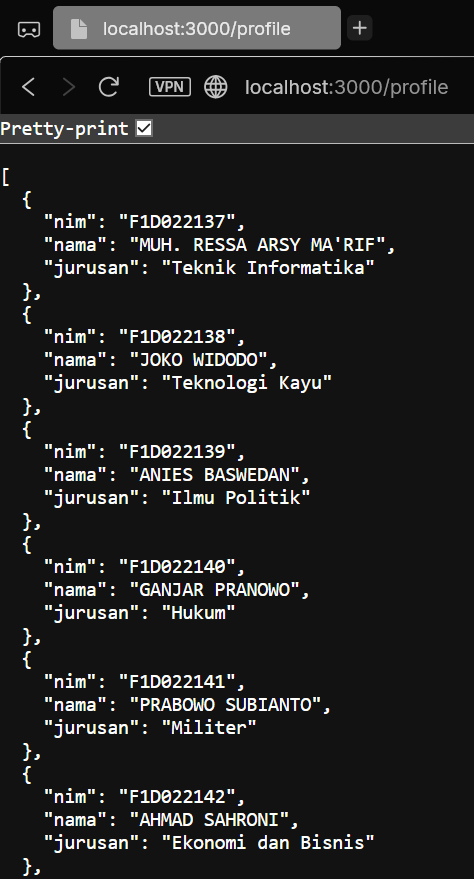 localhost:3000/profile
VPN localhost:3000/profile
Pretty-print
[
  {
    "nim": "F1D022137",
    "nama": "MUH. RESSA ARSY MA'RIF",
    "jurusan": "Teknik Informatika"
  },
  {
    "nim": "F1D022138",
    "nama": "JOKO WIDODO",
    "jurusan": "Teknologi Kayu"
  },
  {
    "nim": "F1D022139",
    "nama": "ANIES BASWEDAN",
    "jurusan": "Ilmu Politik"
  },
  {
    "nim": "F1D022140",
    "nama": "GANJAR PRANOWO",
    "jurusan": "Hukum"
  },
  {
    "nim": "F1D022141",
    "nama": "PRABOWO SUBIANTO",
    "jurusan": "Militer"
  },
  {
    "nim": "F1D022142",
    "nama": "AHMAD SAHRONI",
    "jurusan": "Ekonomi dan Bisnis"
  },